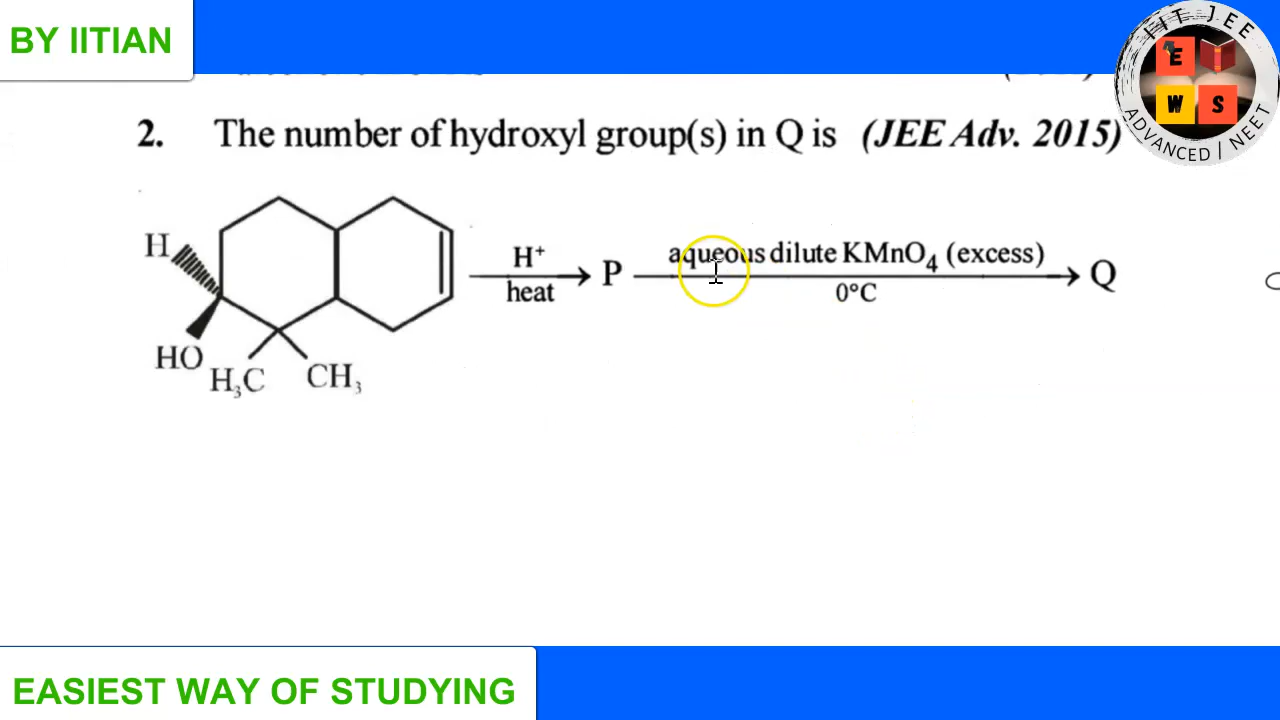 BY IITIAN
IIT JEE
E
W S
ADVANCED | NEET
2. The number of hydroxyl group(s) in Q is (JEE Adv. 2015)
H
HO
H₃C CH₃
H⁺
heat
P
aqueous dilute KMnO₄ (excess)
0°C
Q
EASIEST WAY OF STUDYING